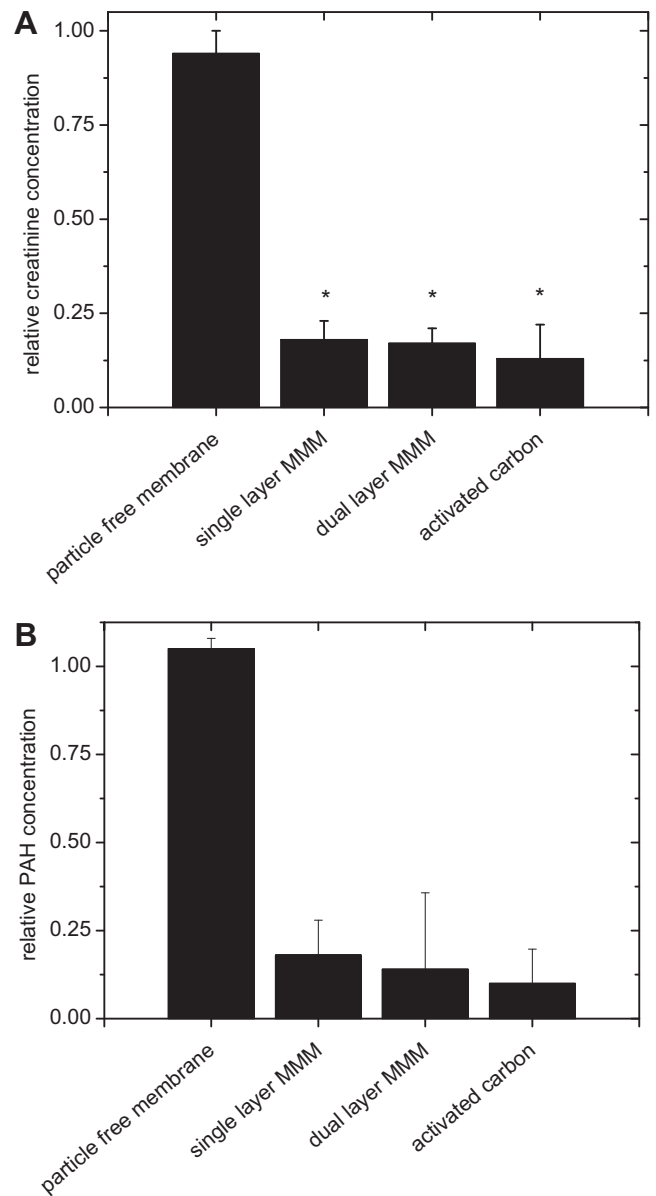 A
relative creatinine concentration
1.00
0.75
0.50
0.25
0.00
* * *
particle free membrane
single layer MMM
dual layer MMM
activated carbon
B
relative PAH concentration
1.00
0.75
0.50
0.25
0.00
particle free membrane
single layer MMM
dual layer MMM
activated carbon